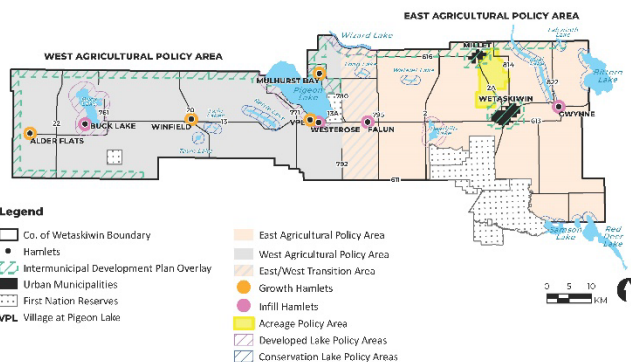 EAST AGRICULTURAL POLICY AREA
WEST AGRICULTURAL POLICY AREA
Wizard Lake
MILLET
616
814
MULHURST BAY
Pigeon Lake
780
2A
Bittern Lake
822
WETASKIWIN
761
22
BUCK LAKE
20
WINFIELD
13
771
VPL
13A
WESTEROSE
795
FALUN
613
GWYNNE
ALDER FLATS
792
611
Samson Lake
Red Deer Lake
Legend
Co. of Wetaskiwin Boundary
Hamlets
Intermunicipal Development Plan Overlay
Urban Municipalities
First Nation Reserves
VPL Village at Pigeon Lake
East Agricultural Policy Area
West Agricultural Policy Area
East/West Transition Area
Growth Hamlets
Infill Hamlets
Acreage Policy Area
Developed Lake Policy Areas
Conservation Lake Policy Areas
0 5 10
KM